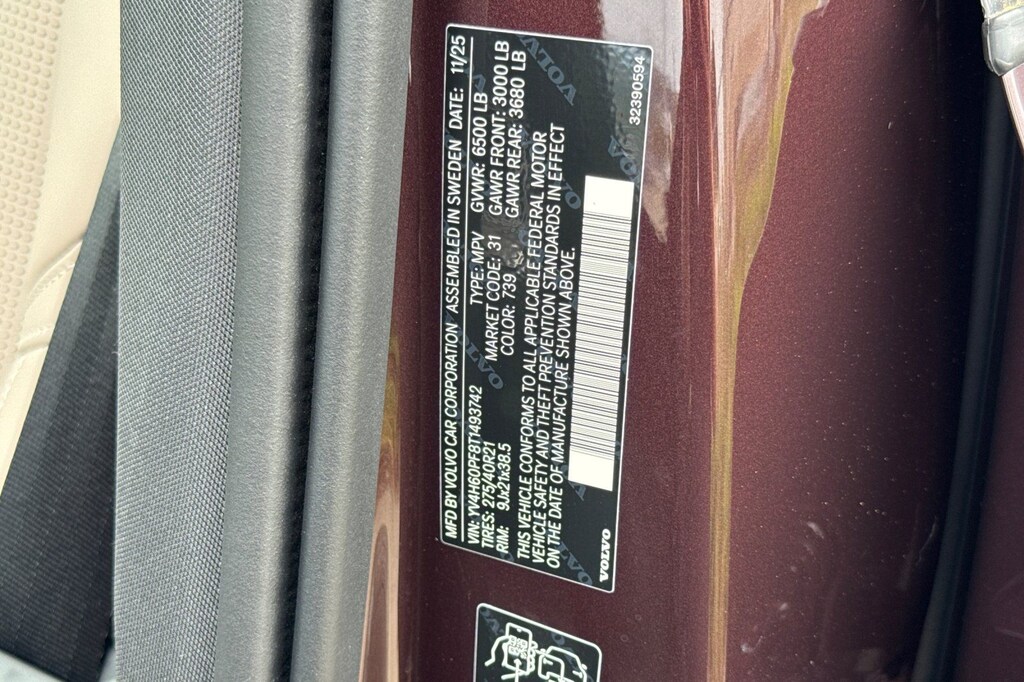 MFD BY VOLVO CAR CORPORATION ASSEMBLED IN SWEDEN DATE: 11/25
VIN: YV4H60PF8T1493742 TYPE: MPV GVWR: 6500 LB
TIRES: 275/40R21 MARKET CODE: 31 GAWR FRONT: 3000 LB
RIM: 9Jx21x38.5 COLOR: 739 GAWR REAR: 3680 LB
THIS VEHICLE CONFORMS TO ALL APPLICABLE FEDERAL MOTOR
VEHICLE SAFETY AND THEFT PREVENTION STANDARDS IN EFFECT
ON THE DATE OF MANUFACTURE SHOWN ABOVE.
VOLVO 32390594